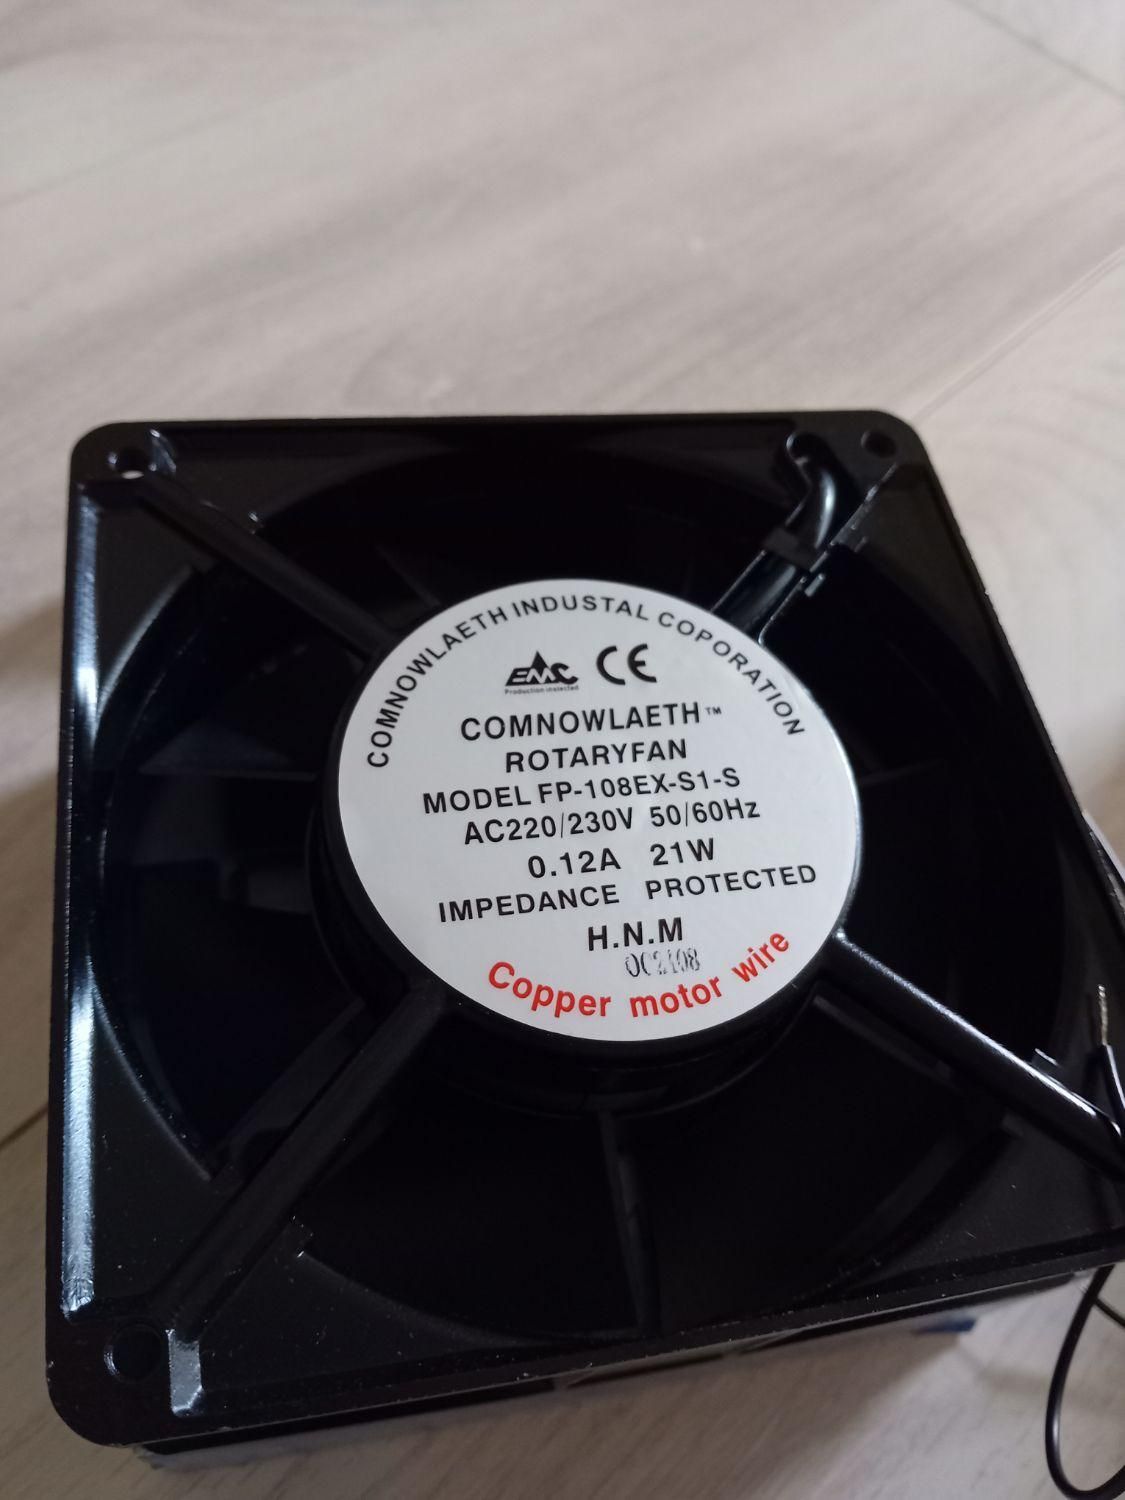 COMNOWLAETH INDUSTAL COPORATION
EMC CE
Production inslected
COMNOWLAETH™
ROTARYFAN
MODEL FP-108EX-S1-S
AC220/230V 50/60Hz
0.12A 21W
IMPEDANCE PROTECTED
H.N.M
OC2108
Copper motor wire